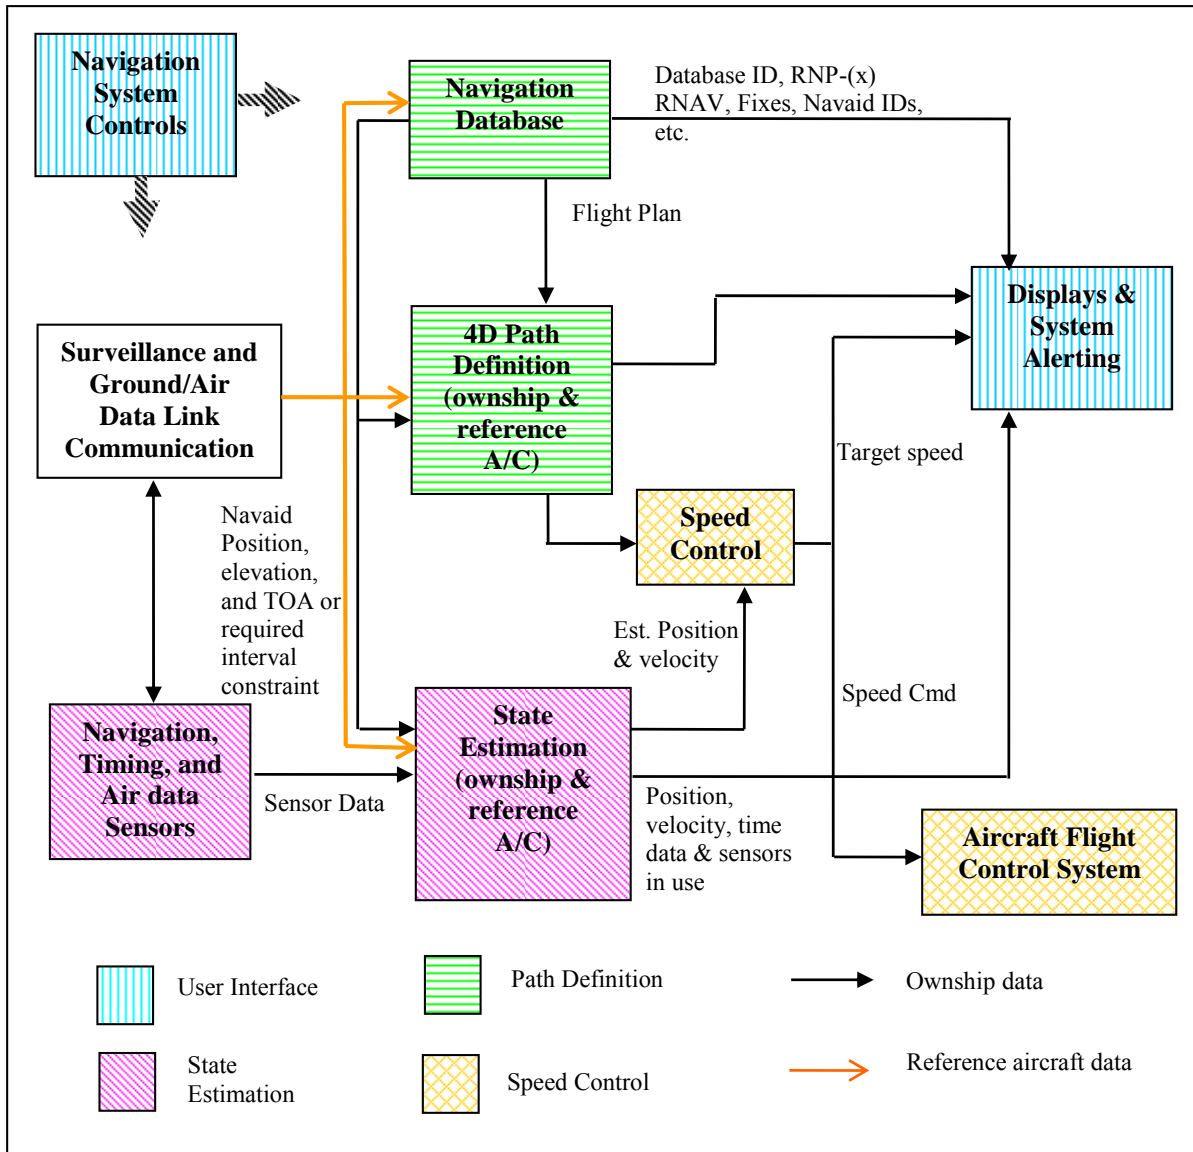 Navigation
System
Controls
Navigation
Database
Database ID, RNP-(x)
RNAV, Fixes, Navaid IDs,
etc.
Flight Plan
Displays &
System
Alerting
Surveillance and
Ground/Air
Data Link
Communication
4D Path
Definition
(ownship &
reference
A/C)
Target speed
Navaid
Position,
elevation,
and TOA or
required
interval
constraint
Speed
Control
Est. Position
& velocity
Speed Cmd
Navigation,
Timing, and
Air data
Sensors
Sensor Data
State
Estimation
(ownship &
reference
A/C)
Position,
velocity, time
data & sensors
in use
Aircraft Flight
Control System
User Interface
Path Definition
Ownship data
State
Estimation
Speed Control
Reference aircraft data